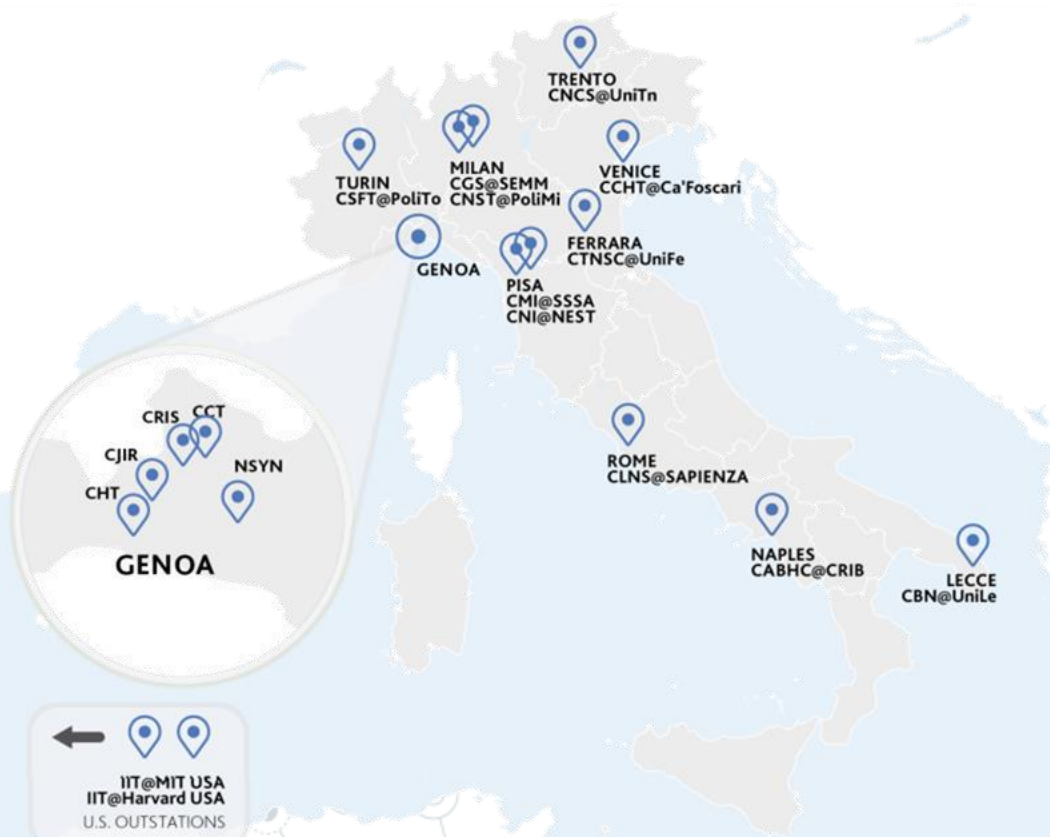 TRENTO
CNCS@UniTn
MILAN
CGS@SEMM
CNST@PoliMi
VENICE
CCHT@Ca'Foscari
TURIN
CSFT@PoliTo
FERRARA
CTNSC@UniFe
GENOA
PISA
CMI@SSSA
CNI@NEST
CRIS
CCT
CJIR
NSYN
CHT
GENOA
ROME
CLNS@SAPIENZA
NAPLES
CABHC@CRIB
LECCE
CBN@UniLe
IIT@MIT USA
IIT@Harvard USA
U.S. OUTSTATIONS